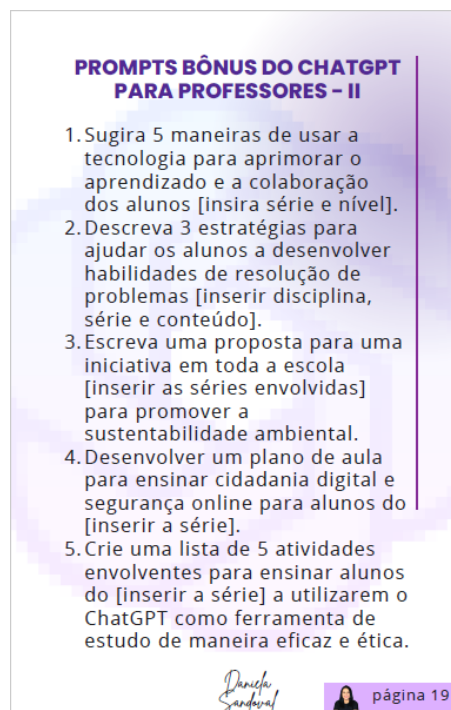 PROMPTS BÔNUS DO CHATGPT
PARA PROFESSORES - II
1. Sugira 5 maneiras de usar a
tecnologia para aprimorar o
aprendizado e a colaboração
dos alunos [insira série e nível].
2. Descreva 3 estratégias para
ajudar os alunos a desenvolver
habilidades de resolução de
problemas [inserir disciplina,
série e conteúdo].
3. Escreva uma proposta para uma
iniciativa em toda a escola
[inserir as séries envolvidas]
para promover a
sustentabilidade ambiental.
4. Desenvolver um plano de aula
para ensinar cidadania digital e
segurança online para alunos do
[inserir a série].
5. Crie uma lista de 5 atividades
envolventes para ensinar alunos
do [inserir a série] a utilizarem o
ChatGPT como ferramenta de
estudo de maneira eficaz e ética.
Daniela
Sandoval
página 19